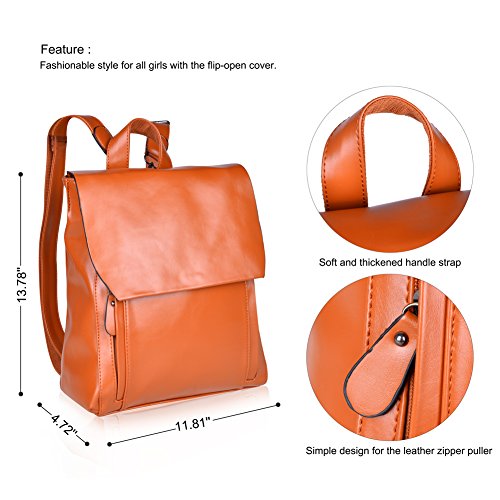 Feature :
Fashionable style for all girls with the flip-open cover.
13.78"
4.72"
11.81"
Soft and thickened handle strap
Simple design for the leather zipper puller